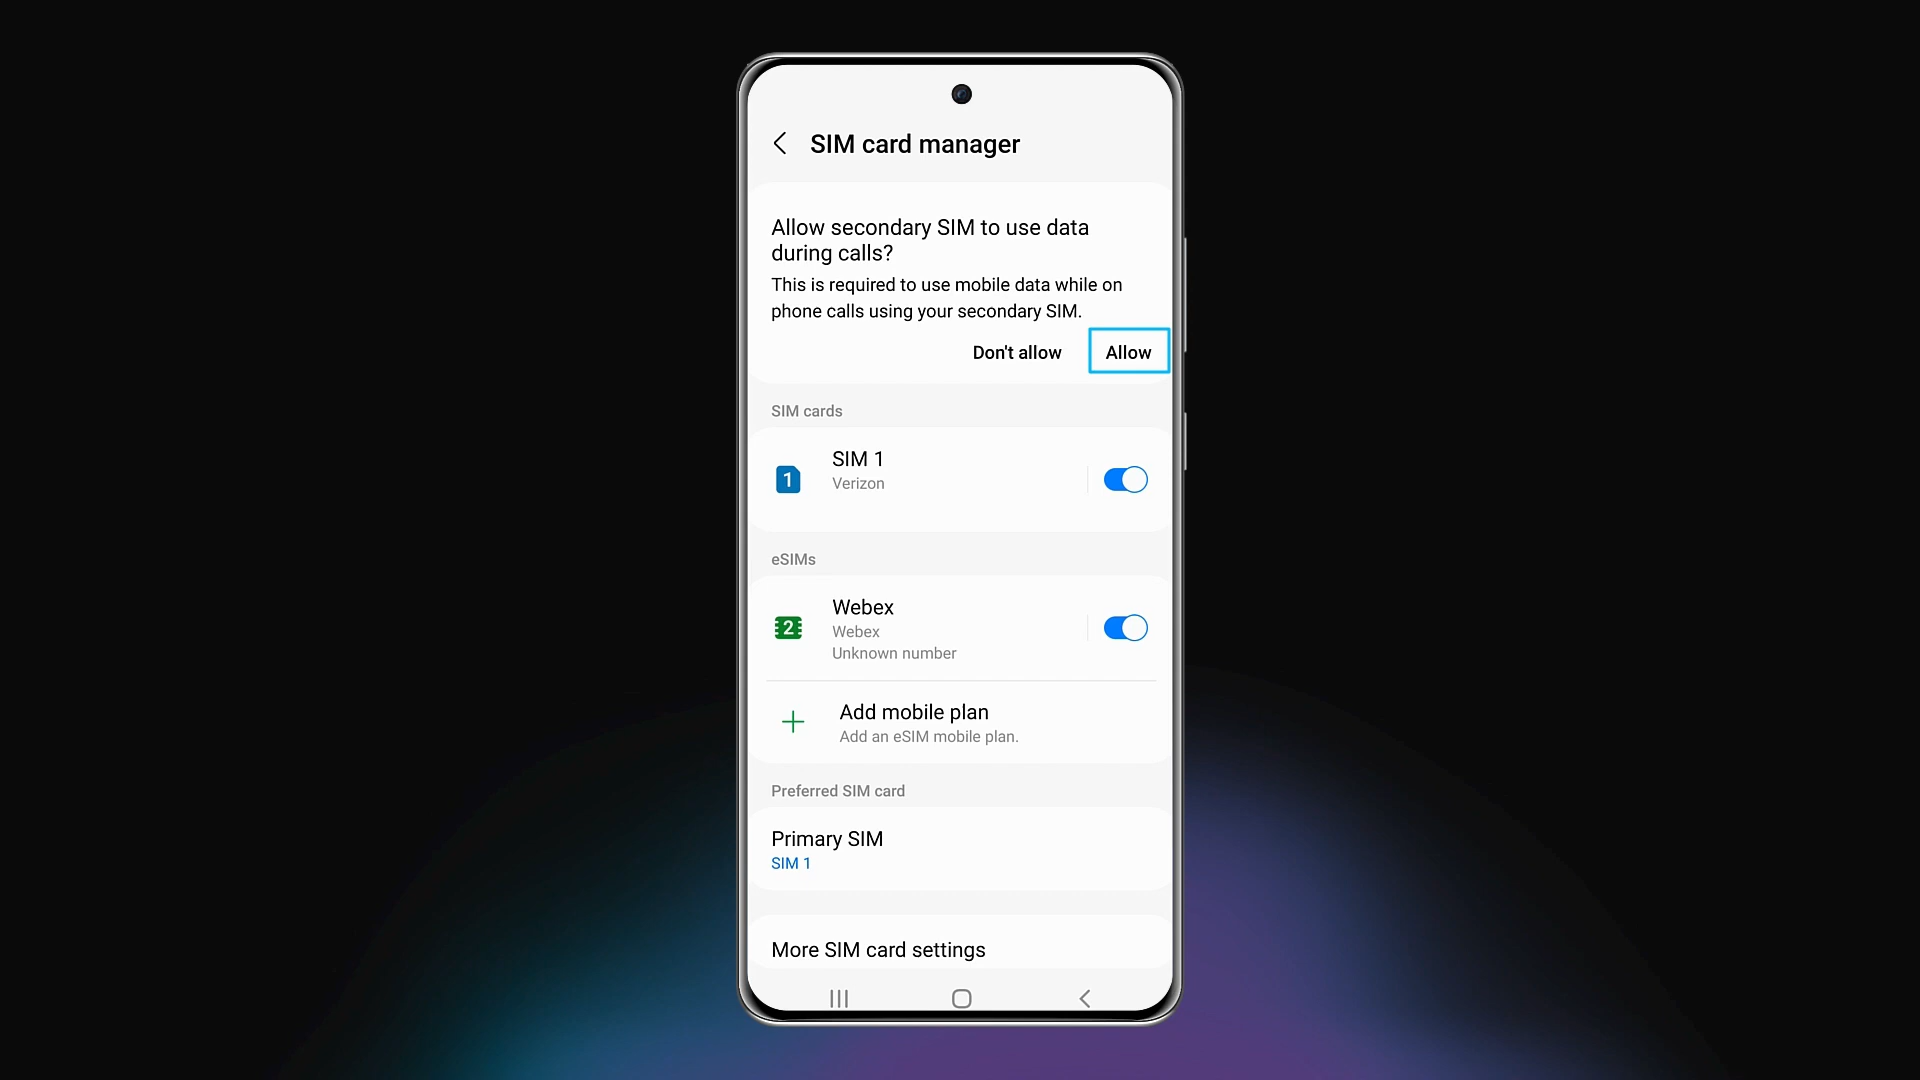 SIM card manager
Allow secondary SIM to use data
during calls?
This is required to use mobile data while on
phone calls using your secondary SIM.
Don't allow
Allow
SIM cards
1
SIM 1
Verizon
eSIMs
2
Webex
Webex
Unknown number
Add mobile plan
Add an eSIM mobile plan.
Preferred SIM card
Primary SIM
SIM 1
More SIM card settings